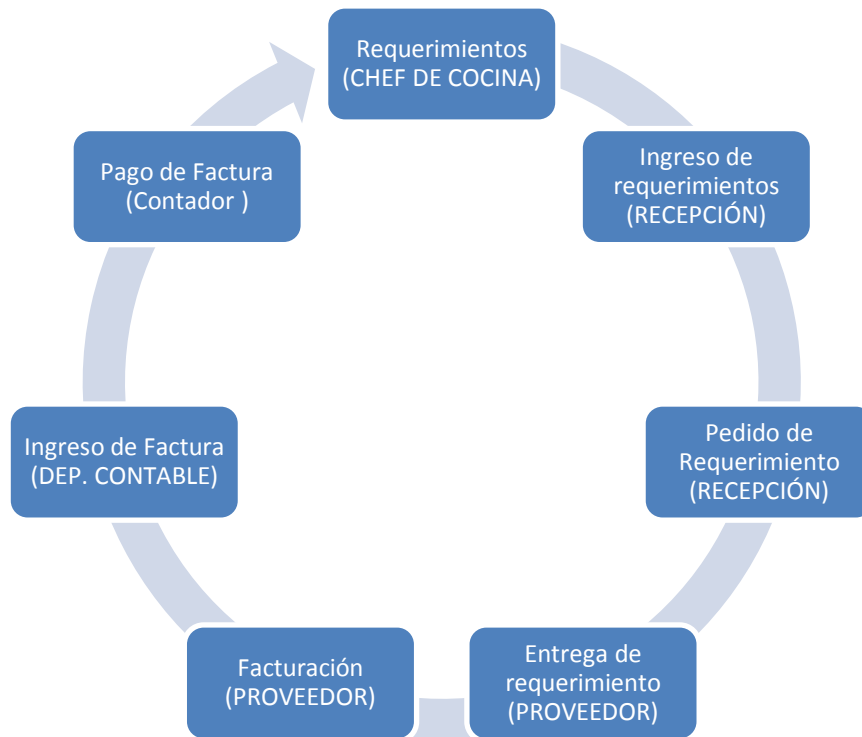 Requerimientos
(CHEF DE COCINA)
Ingreso de
requerimientos
(RECEPCIÓN)
Pedido de
Requerimiento
(RECEPCIÓN)
Entrega de
requerimiento
(PROVEEDOR)
Facturación
(PROVEEDOR)
Ingreso de Factura
(DEP. CONTABLE)
Pago de Factura
(Contador )